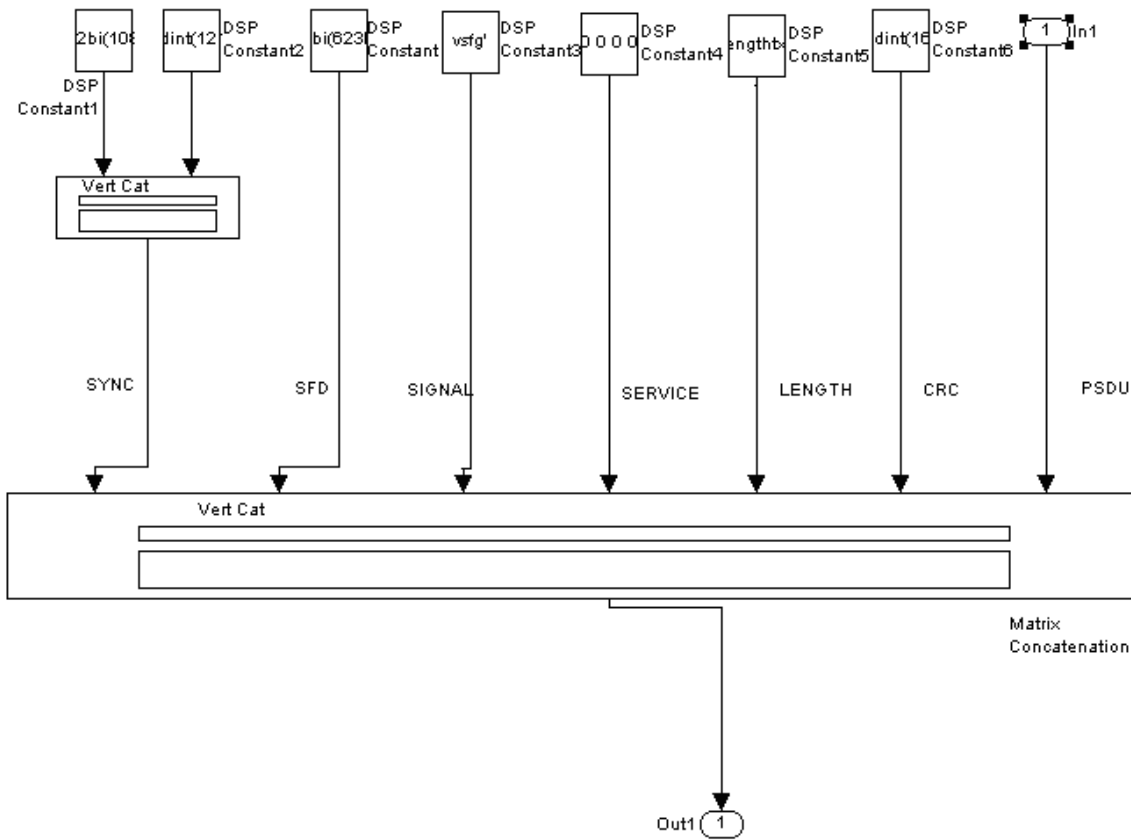 2bi(108
dint(12
DSP
Constant2
bi(623
DSP
Constant
vsfg'
DSP
Constant3
0 0 0 0
DSP
Constant4
engtht
DSP
Constant5
dint(16
DSP
Constant6
1
In1
DSP
Constant1
Vert Cat
SYNC
SFD
SIGNAL
SERVICE
LENGTH
CRC
PSDU
Vert Cat
Matrix
Concatenation
Out1
1